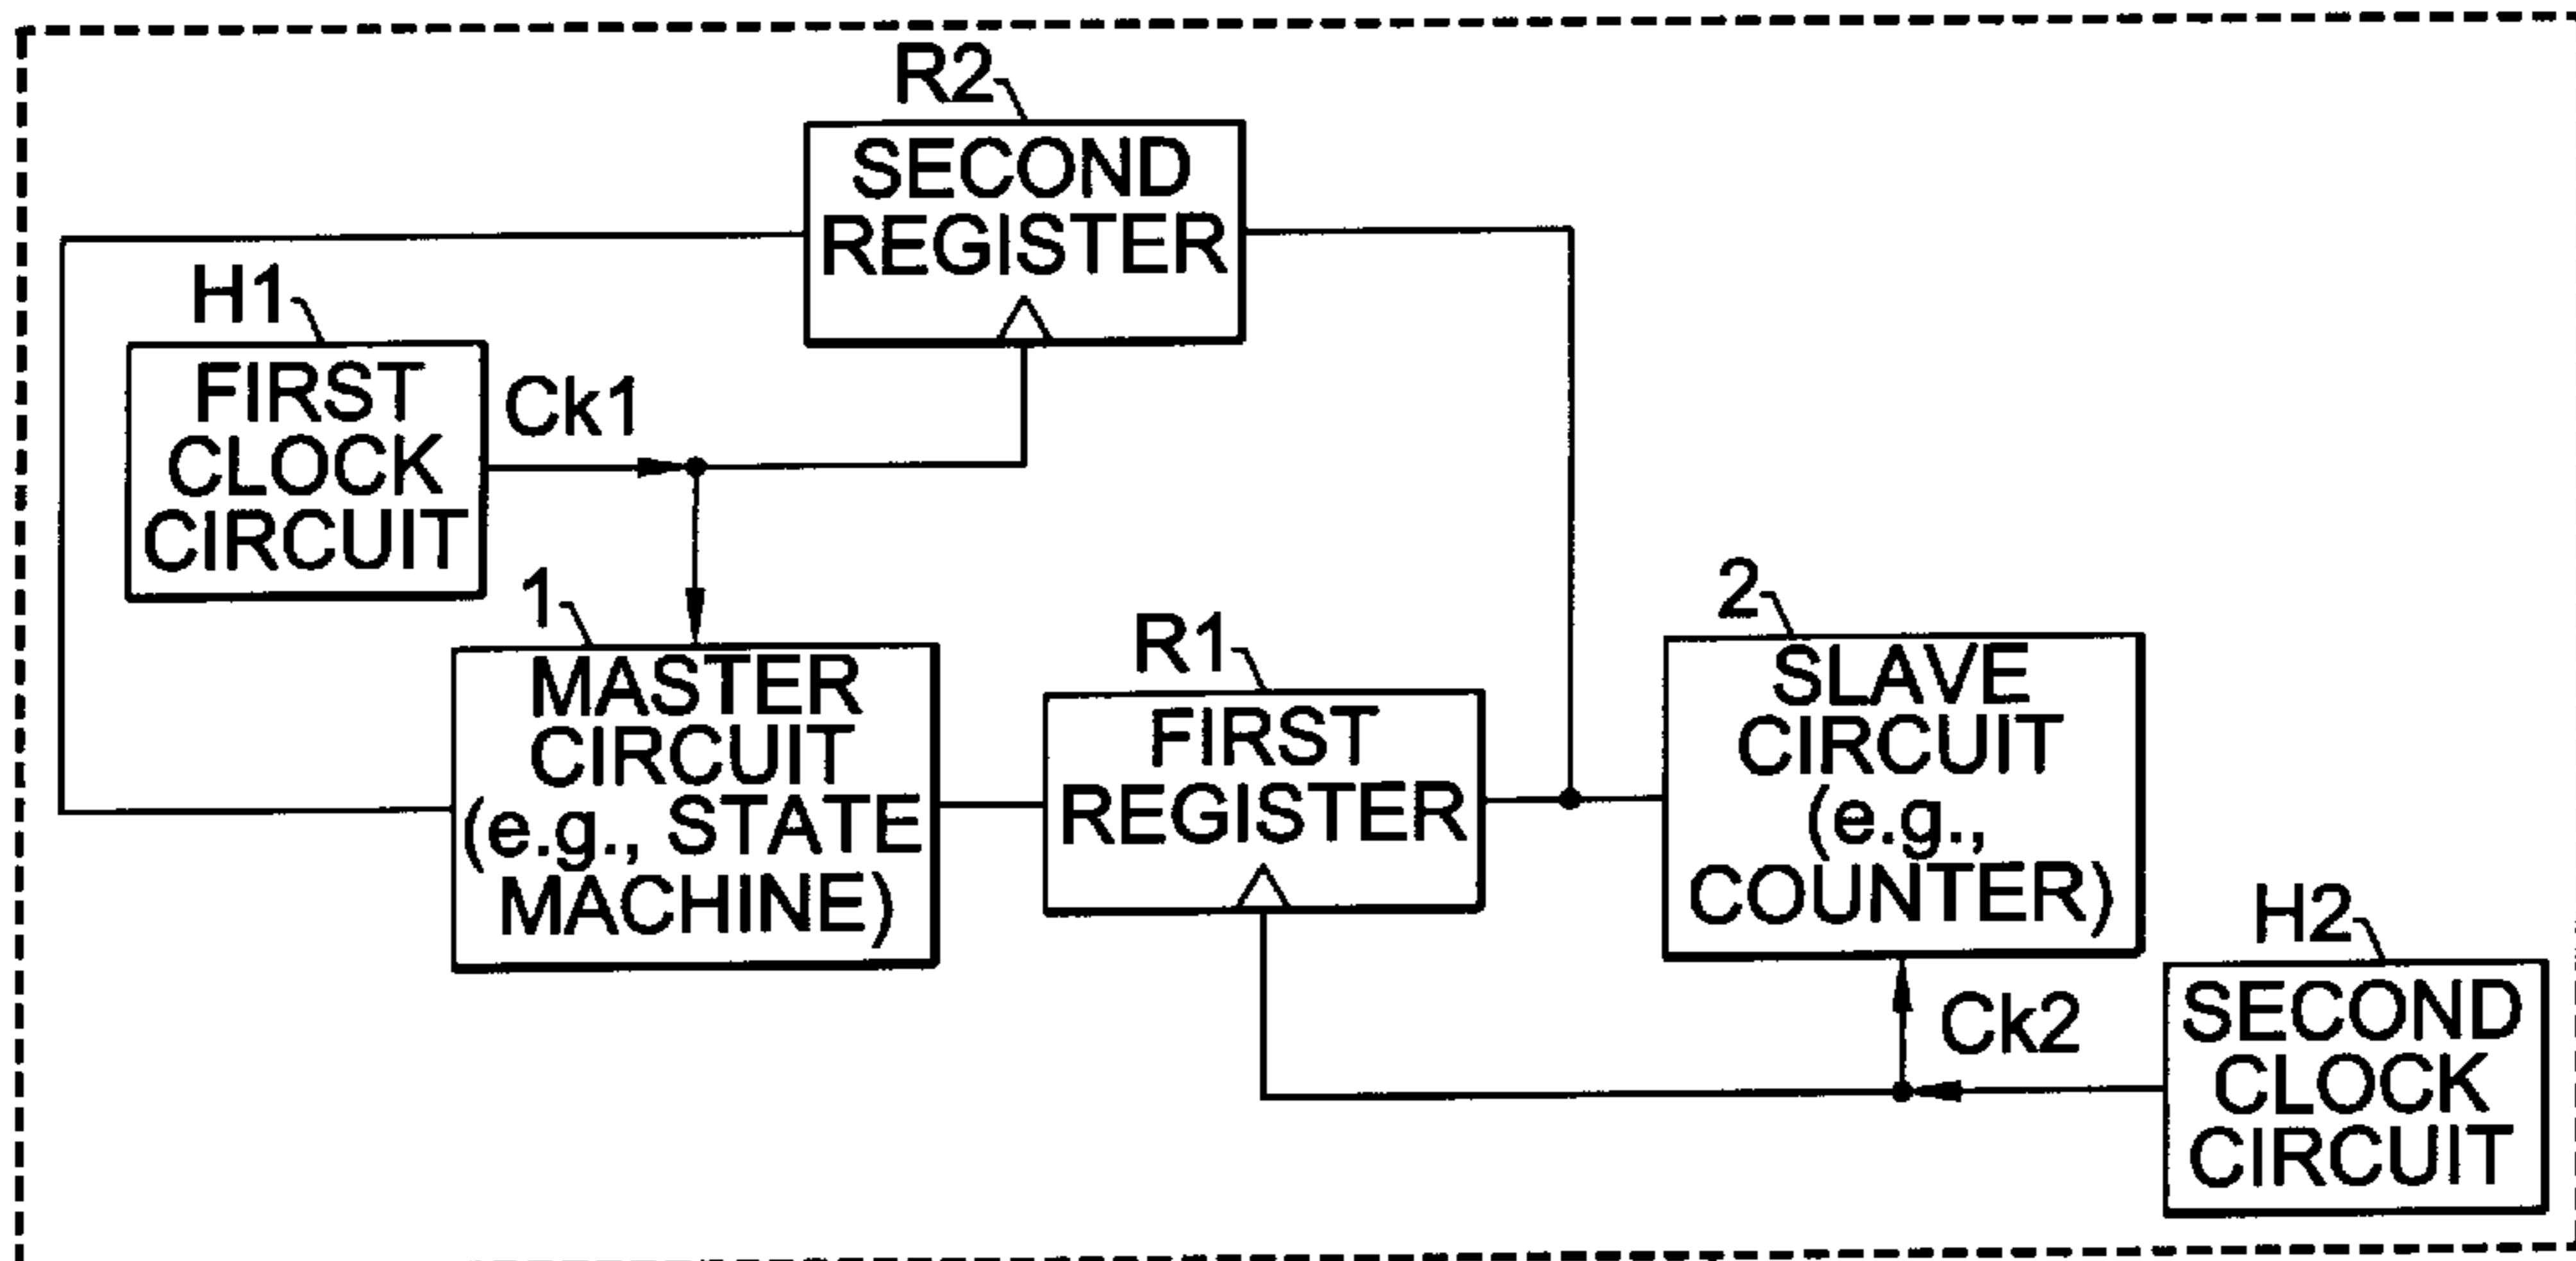 R2
SECOND
REGISTER
H1
FIRST
CLOCK
CIRCUIT
Ck1
1
MASTER
CIRCUIT
(e.g., STATE
MACHINE)
R1
FIRST
REGISTER
2
SLAVE
CIRCUIT
(e.g.,
COUNTER)
Ck2
H2
SECOND
CLOCK
CIRCUIT